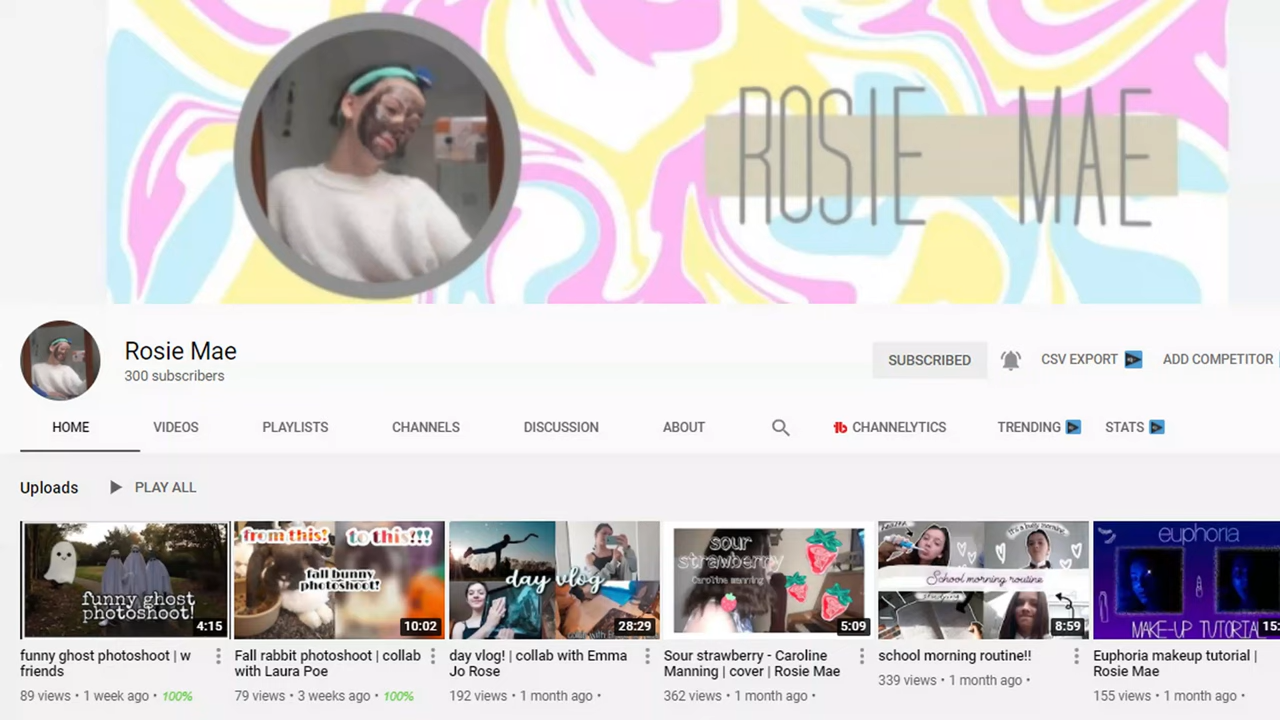 ROSIE MAE
Rosie Mae
300 subscribers
SUBSCRIBED
CSV EXPORT
ADD COMPETITOR
HOME
VIDEOS
PLAYLISTS
CHANNELS
DISCUSSION
ABOUT
CHANNELYTICS
TRENDING
STATS
Uploads
PLAY ALL
funny ghost
photoshoot!
4:15
from this!
to this!!!
fall bunny
photoshoot!
10:02
day vlog
28:29
sour
strawberry
Caroline manning
5:09
School morning routine
8:59
euphoria
MAKE-UP TUTORIAL
15:
funny ghost photoshoot | w
friends
89 views • 1 week ago • 100%
Fall rabbit photoshoot | collab
with Laura Poe
79 views • 3 weeks ago • 100%
day vlog! | collab with Emma
Jo Rose
192 views • 1 month ago •
Sour strawberry - Caroline
Manning | cover | Rosie Mae
362 views • 1 month ago •
school morning routine!!
339 views • 1 month ago •
Euphoria makeup tutorial |
Rosie Mae
155 views • 1 month ago •